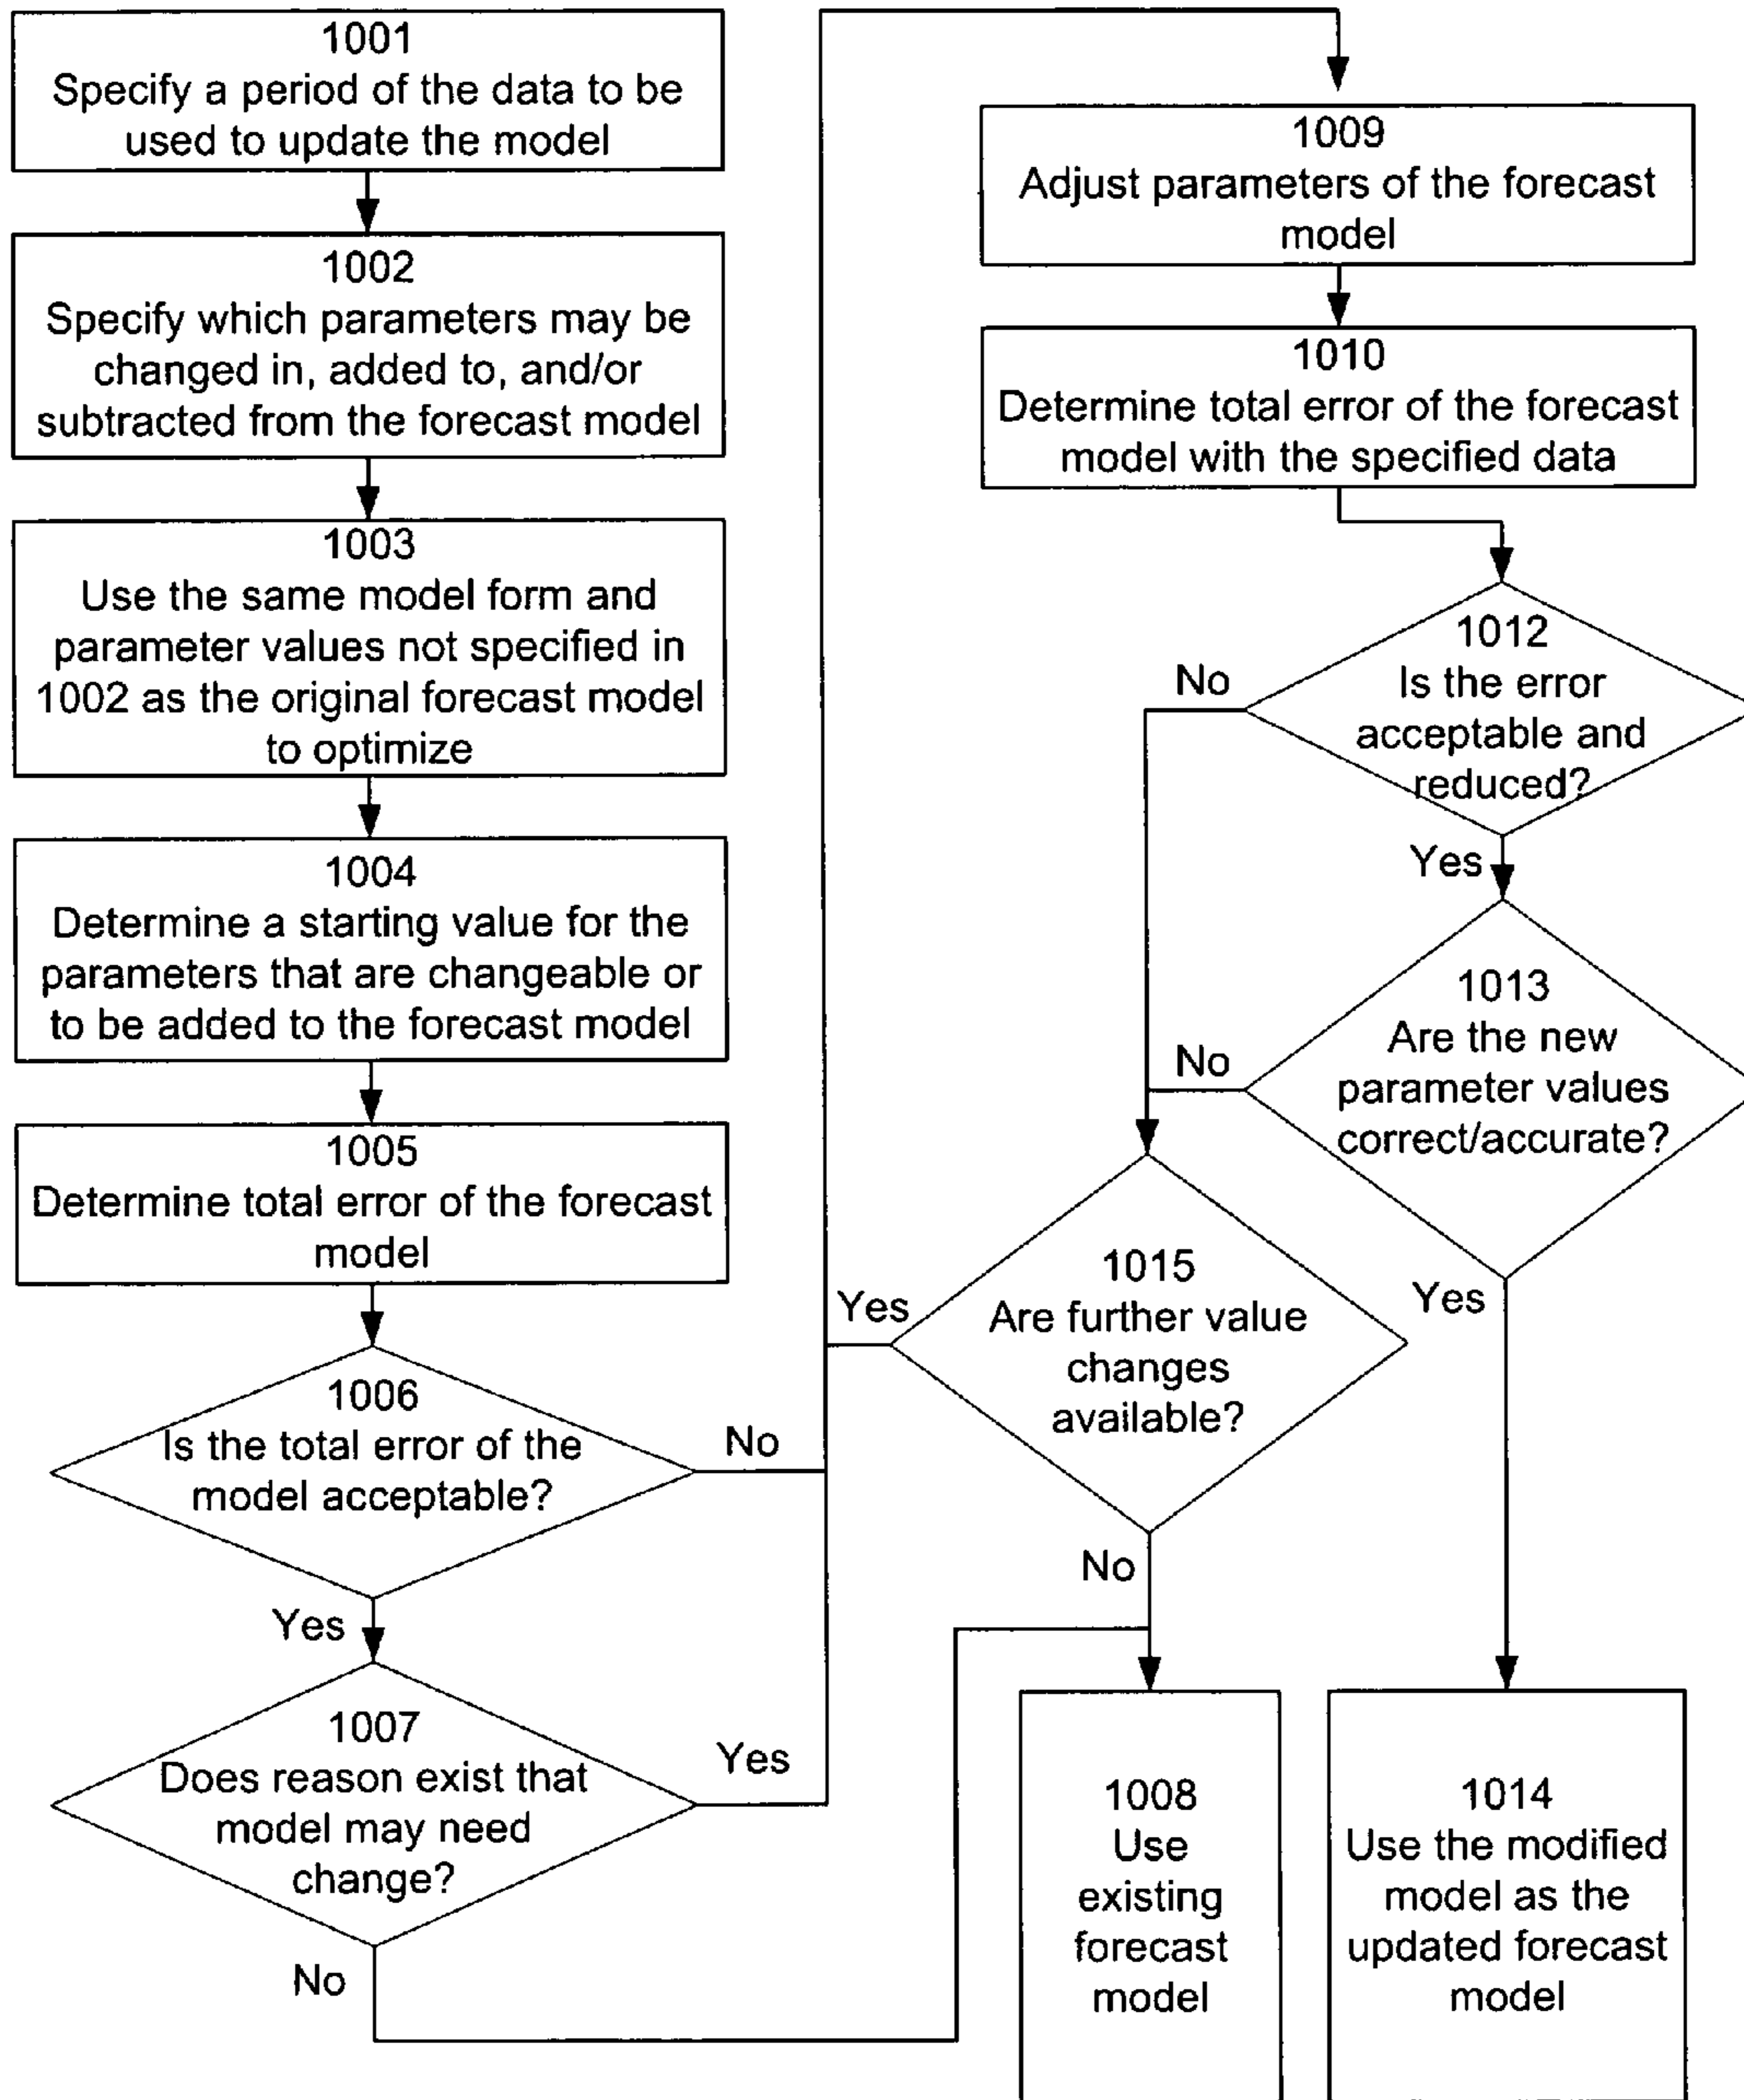 1001
Specify a period of the data to be
used to update the model
1002
Specify which parameters may be
changed in, added to, and/or
subtracted from the forecast model
1003
Use the same model form and
parameter values not specified in
1002 as the original forecast model
to optimize
1004
Determine a starting value for the
parameters that are changeable or
to be added to the forecast model
1005
Determine total error of the forecast
model
1006
Is the total error of the
model acceptable?
No
Yes
1007
Does reason exist that
model may need
change?
Yes
No
1009
Adjust parameters of the forecast
model
1010
Determine total error of the forecast
model with the specified data
1012
Is the error
acceptable and
reduced?
No
Yes
1013
Are the new
parameter values
correct/accurate?
No
Yes
1015
Are further value
changes
available?
Yes
No
1008
Use
existing
forecast
model
1014
Use the modified
model as the
updated forecast
model